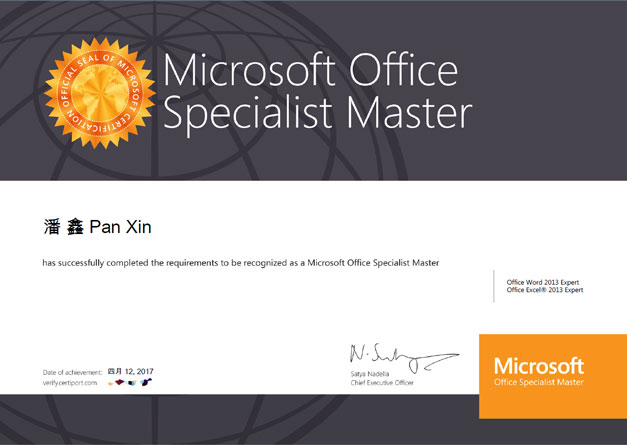 OFFICIAL SEAL OF MICROSOFT CERTIFICATION
Microsoft Office
Specialist Master
潘 鑫 Pan Xin
has successfully completed the requirements to be recognized as a Microsoft Office Specialist Master
Office Word 2013 Expert
Office Excel® 2013 Expert
Satya Nadella
Chief Executive Officer
Date of achievement: 四月 12, 2017
verify.certiport.com
Microsoft
Office Specialist Master